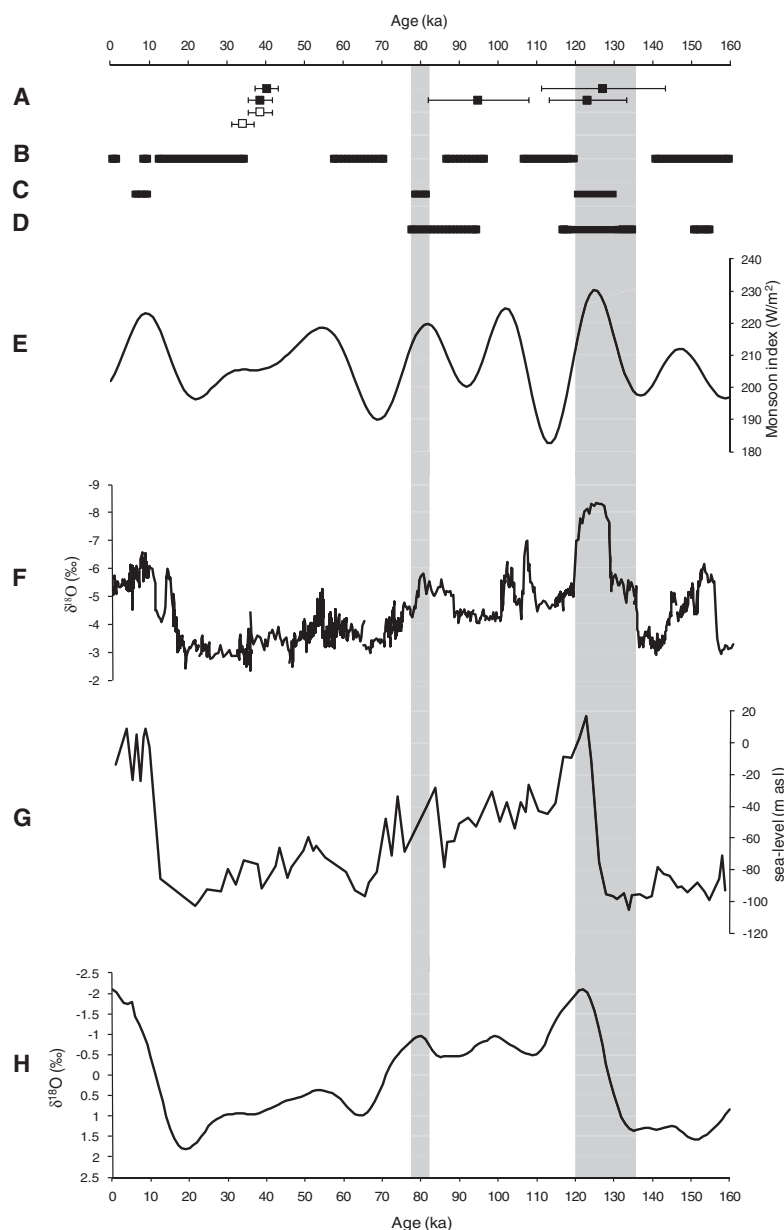 Age (ka)
0 10 20 30 40 50 60 70 80 90 100 110 120 130 140 150 160
A
B
C
D
E
240
230
220
210
200
190
180
Monsoon index (W/m²)
F
-9
-8
-7
-6
-5
-4
-3
-2
δ¹⁸O (‰)
G
20
0
-20
-40
-60
-80
-100
-120
sea-level (m asl)
H
-2.5
-2
-1.5
-1
-0.5
0
0.5
1
1.5
2
2.5
δ¹⁸O (‰)
0 10 20 30 40 50 60 70 80 90 100 110 120 130 140 150 160
Age (ka)